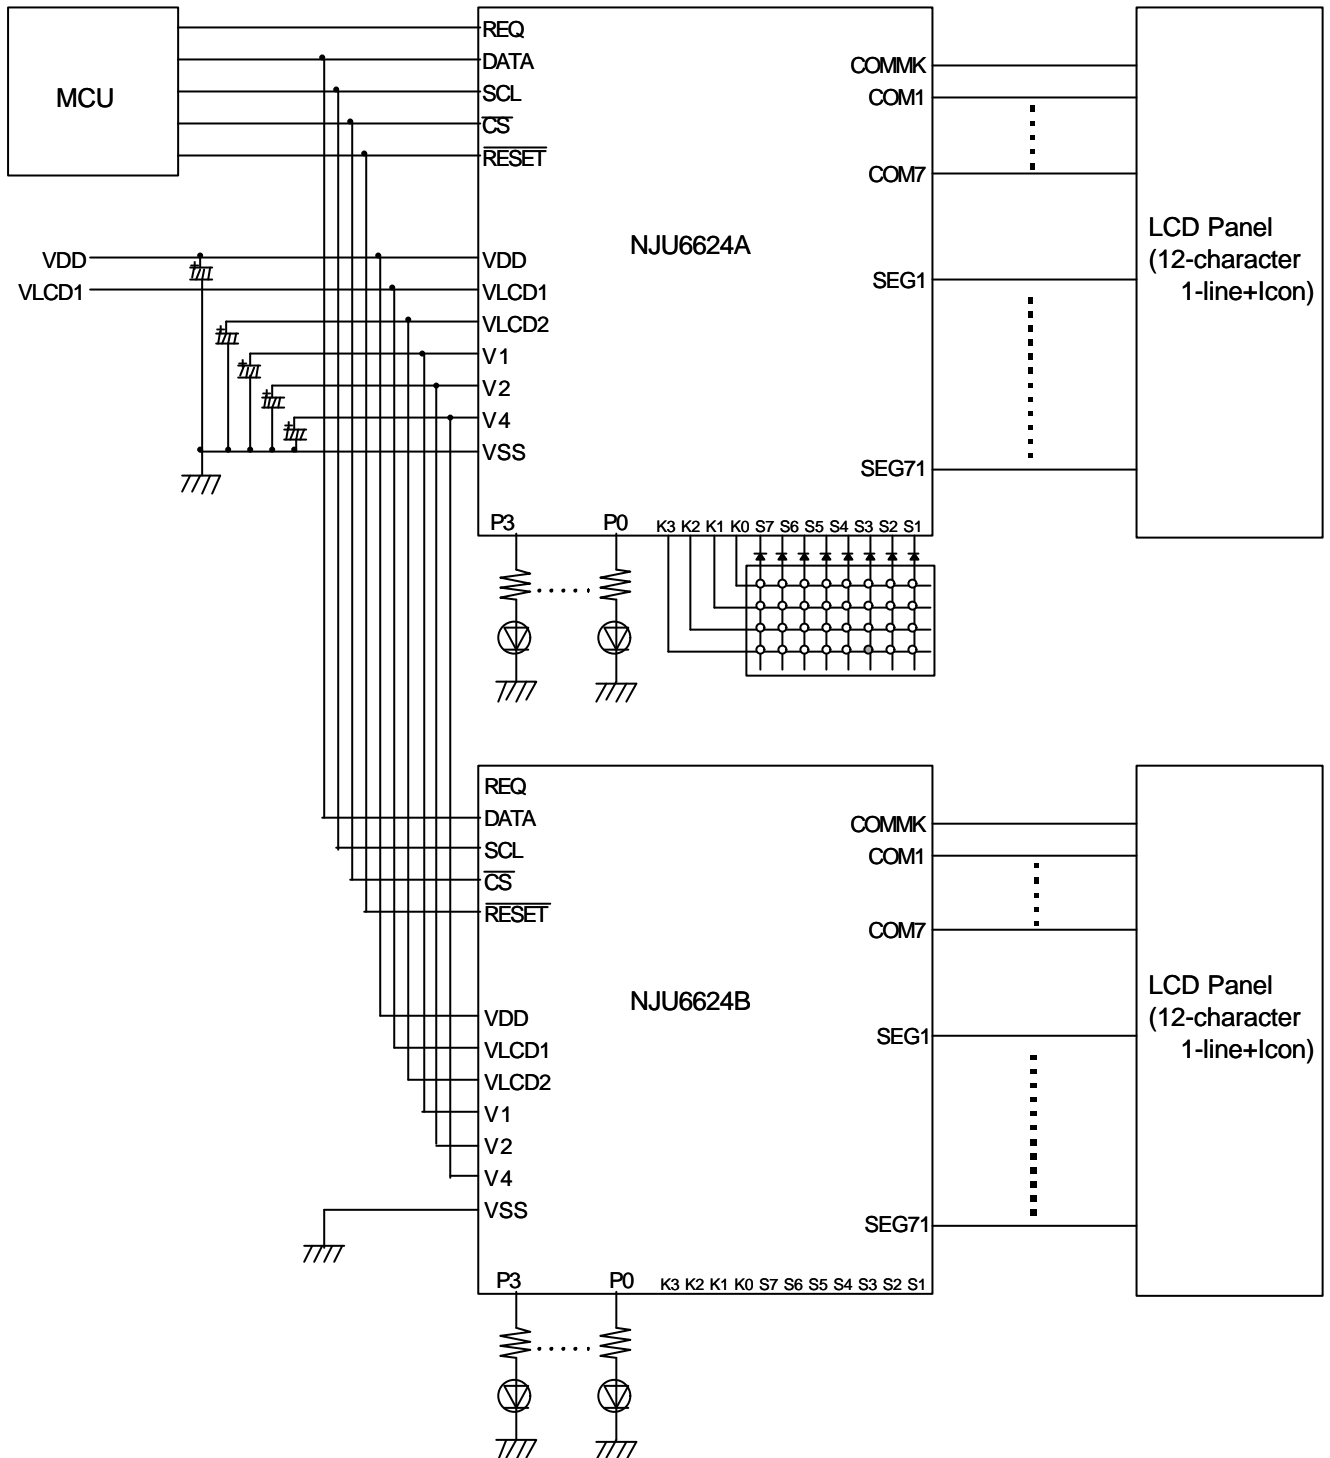 MCU
REQ
DATA
SCL
CS
RESET
VDD
VLCD1
VDD
VLCD1
VLCD2
V1
V2
V4
VSS
NJU6624A
COMMK
COM1
COM7
SEG1
SEG71
LCD Panel
(12-character
1-line+Icon)
P3
P0
K3 K2 K1 K0 S7 S6 S5 S4 S3 S2 S1
REQ
DATA
SCL
CS
RESET
VDD
VLCD1
VLCD2
V1
V2
V4
VSS
NJU6624B
COMMK
COM1
COM7
SEG1
SEG71
LCD Panel
(12-character
1-line+Icon)
P3
P0
K3 K2 K1 K0 S7 S6 S5 S4 S3 S2 S1